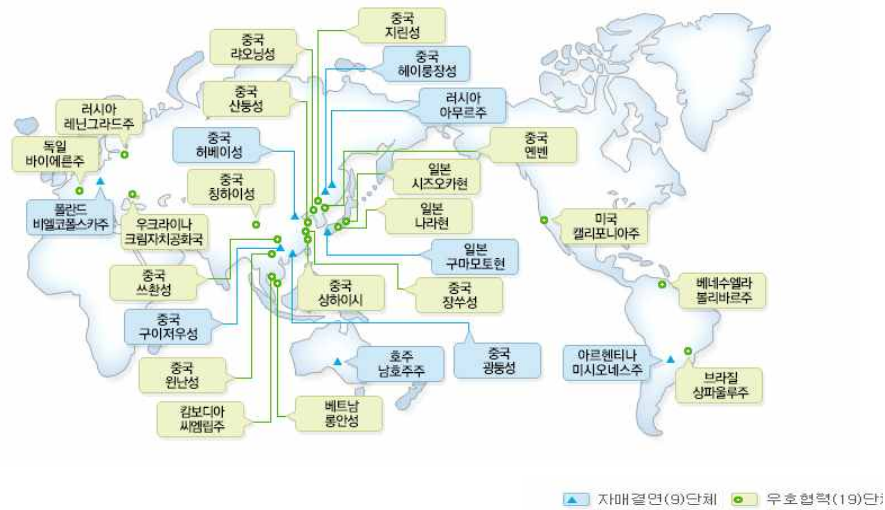 중국
지린성
중국
랴오닝성
중국
헤이룽장성
중국
산둥성
러시아
아무르주
러시아
레닌그라드주
중국
허베이성
중국
옌벤
독일
바이에른주
일본
시즈오카현
중국
칭하이성
폴란드
비엘코폴스카주
우크라이나
크림자치공화국
일본
나라현
미국
캘리포니아주
일본
구마모토현
중국
쓰촨성
중국
상하이시
중국
장쑤성
베네수엘라
볼리바르주
중국
구이저우성
호주
남호주주
중국
광둥성
아르헨티나
미시오네스주
중국
윈난성
브라질
상파울루주
캄보디아
씨엠립주
베트남
롱안성
자매결연(9)단체 우호협력(19)단체